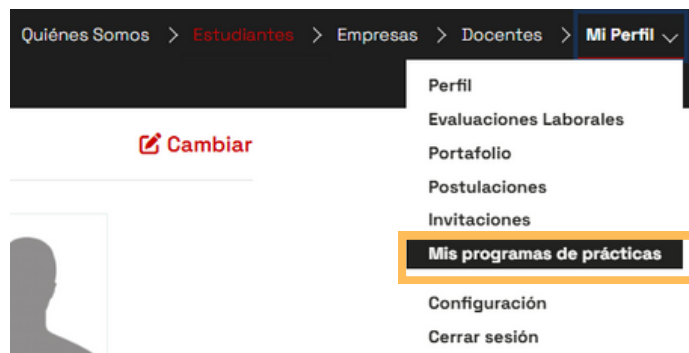 Quiénes Somos > Estudiantes > Empresas > Docentes > Mi Perfil
Perfil
Evaluaciones Laborales
Cambiar
Portafolio
Postulaciones
Invitaciones
Mis programas de prácticas
Configuración
Cerrar sesión